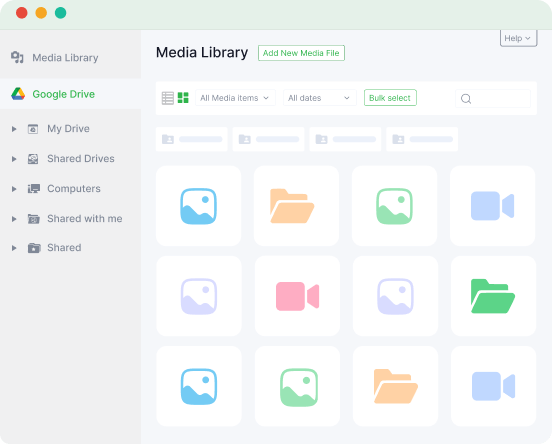 Help
Media Library
Add New Media File
Media Library
Google Drive
All Media items
All dates
Bulk select
My Drive
Shared Drives
Computers
Shared with me
Shared